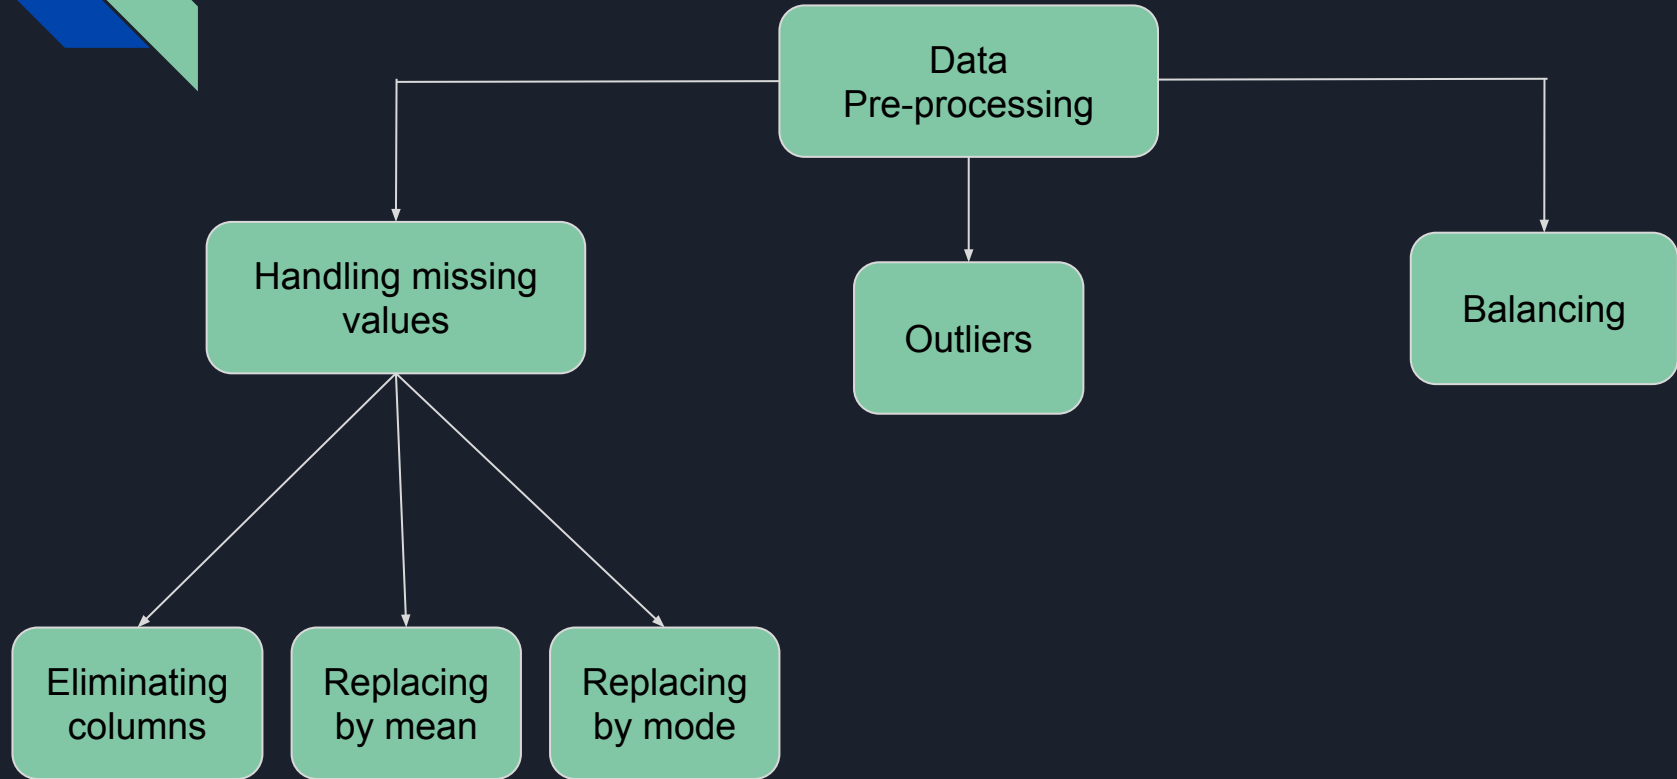 Data
Pre-processing
Handling missing
values
Outliers
Balancing
Eliminating
columns
Replacing
by mean
Replacing
by mode